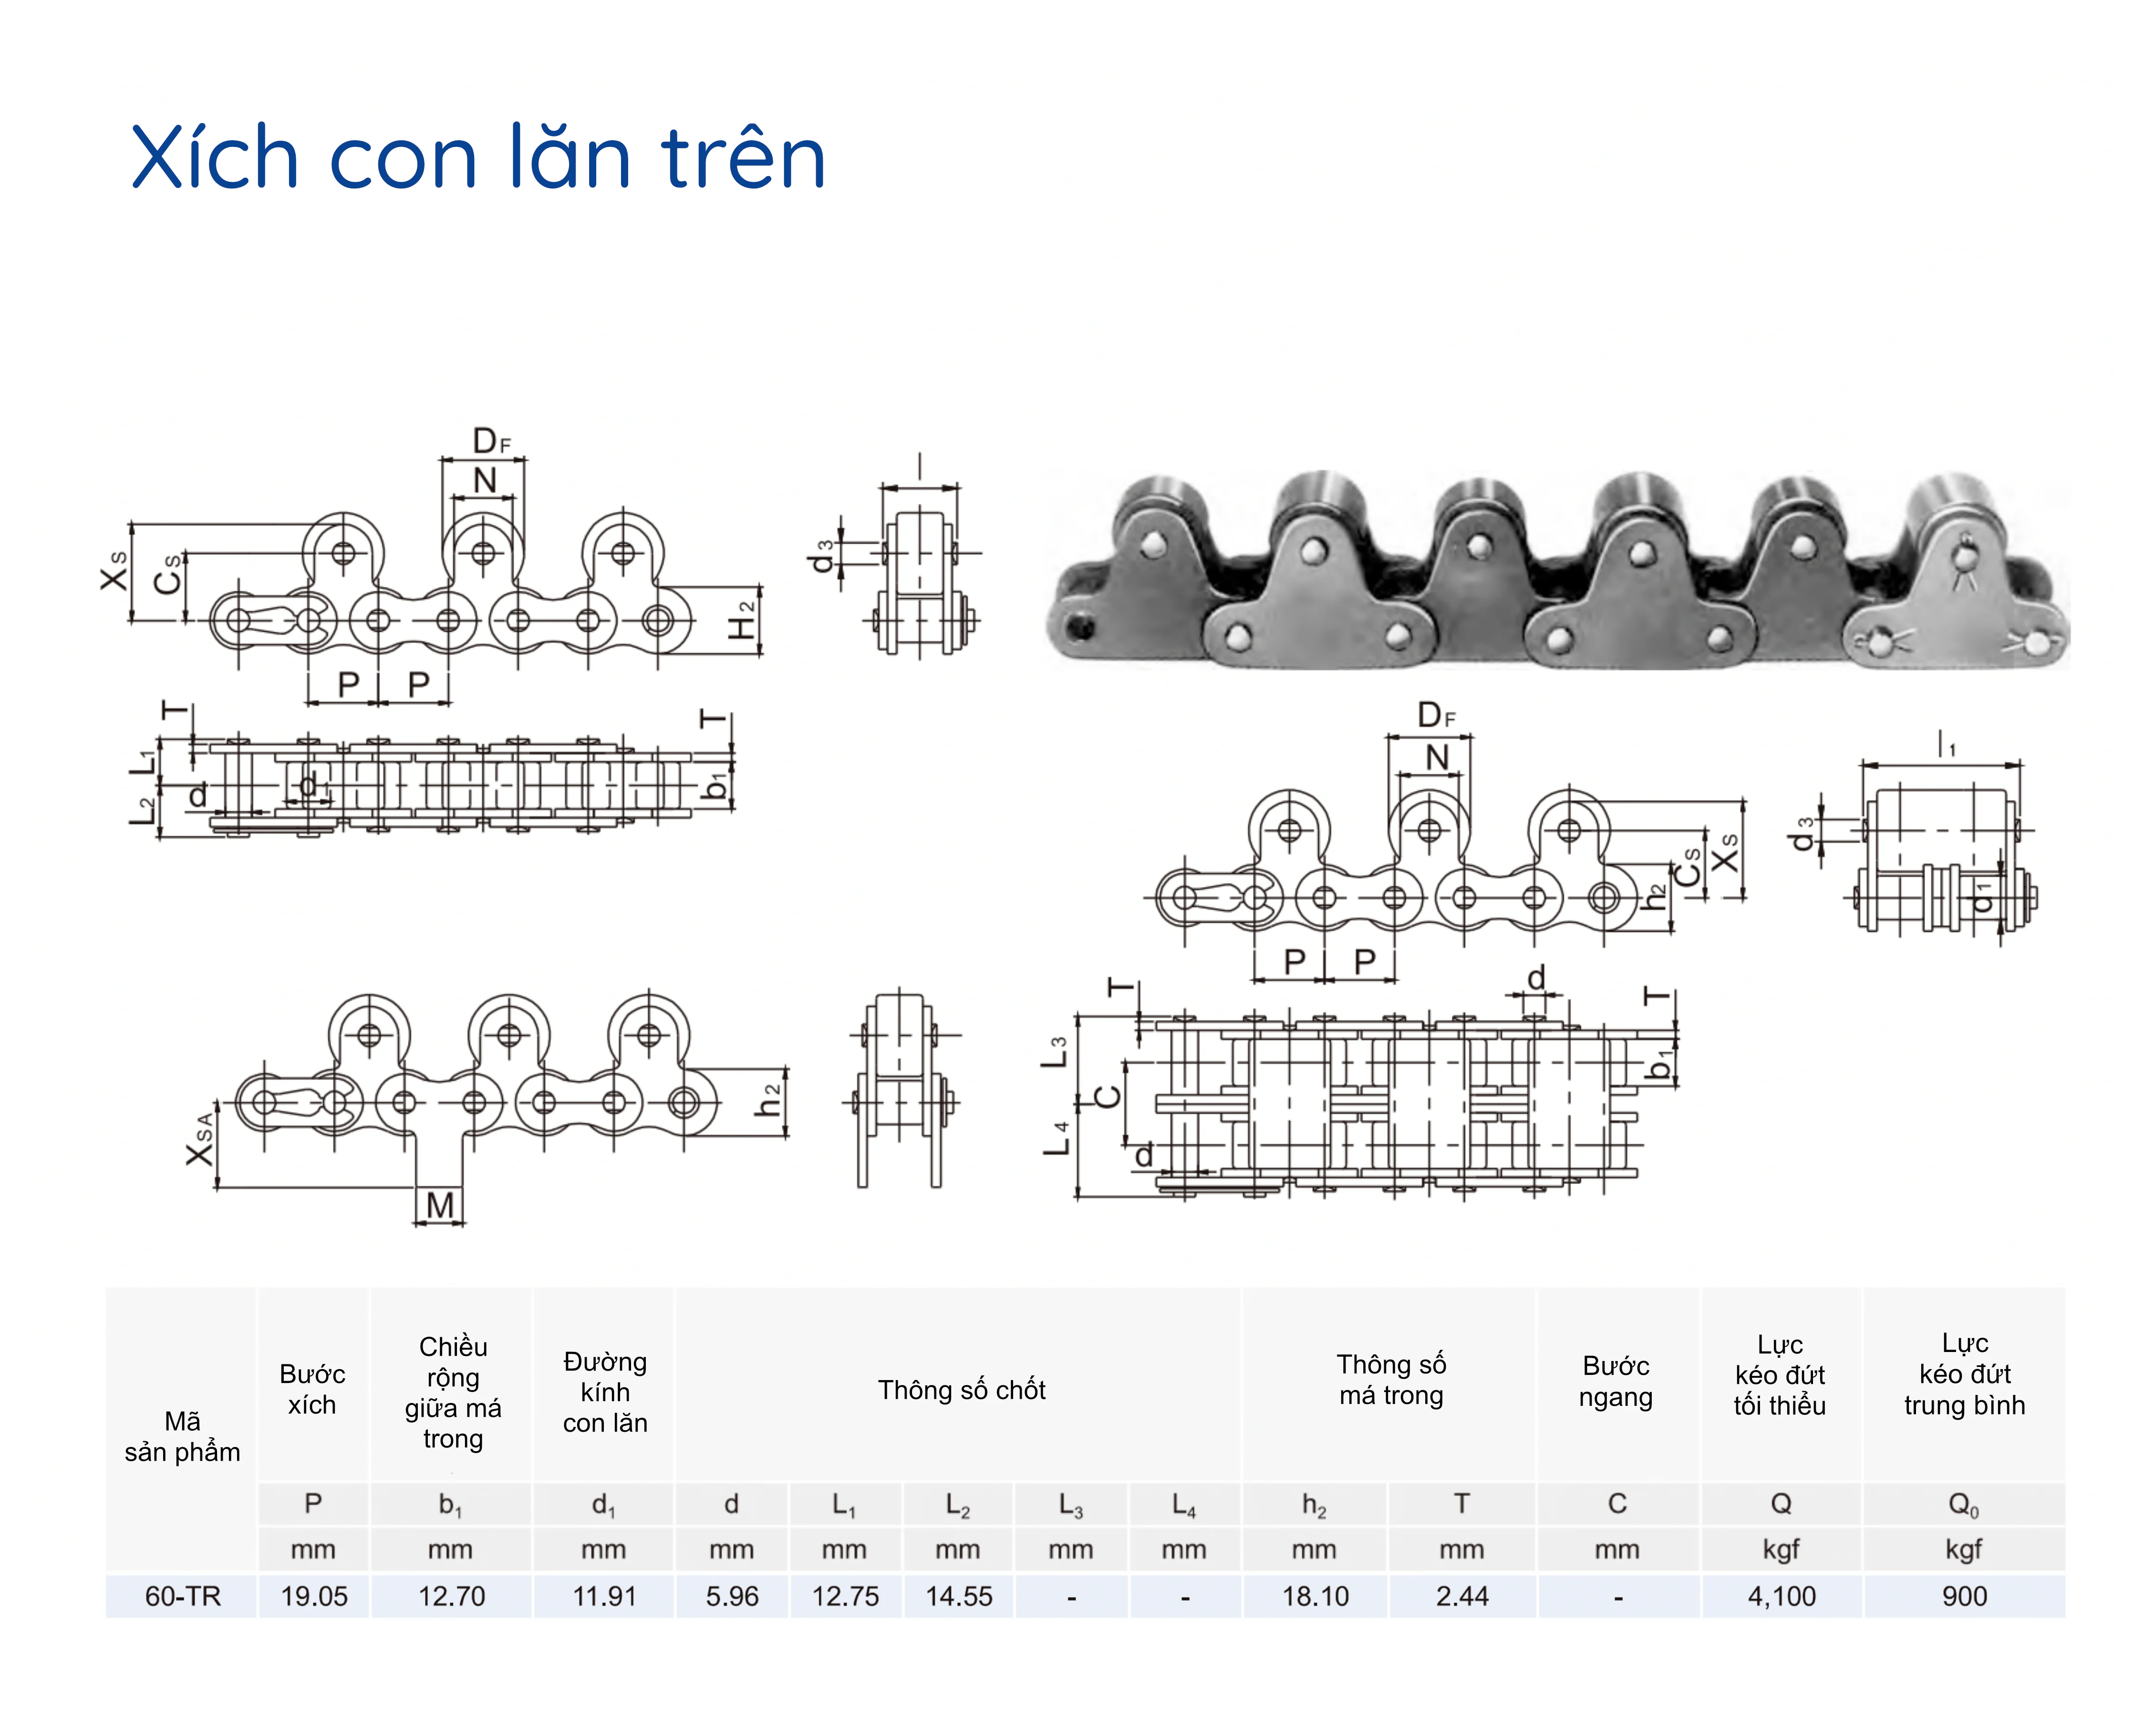 Xích con lăn trên
DF
N
l
XS
CS
d3
H2
P P
T
T
L1
d
d1
b1
L2
DF
N
l1
d3
CS
XS
h2
d1
P P
d
T
T
L3
C
b1
L4
d
h2
XSA
M
Mã
sản phẩm
Bước
xích
Chiều
rộng
giữa má
trong
Đường
kính
con lăn
Thông số chốt
Thông số
má trong
Bước
ngang
Lực
kéo đứt
tối thiểu
Lực
kéo đứt
trung bình
P b1 d1 d L1 L2 L3 L4 h2 T C Q Q0
mm mm mm mm mm mm mm mm mm mm mm kgf kgf
60-TR 19.05 12.70 11.91 5.96 12.75 14.55 - - 18.10 2.44 - 4,100 900